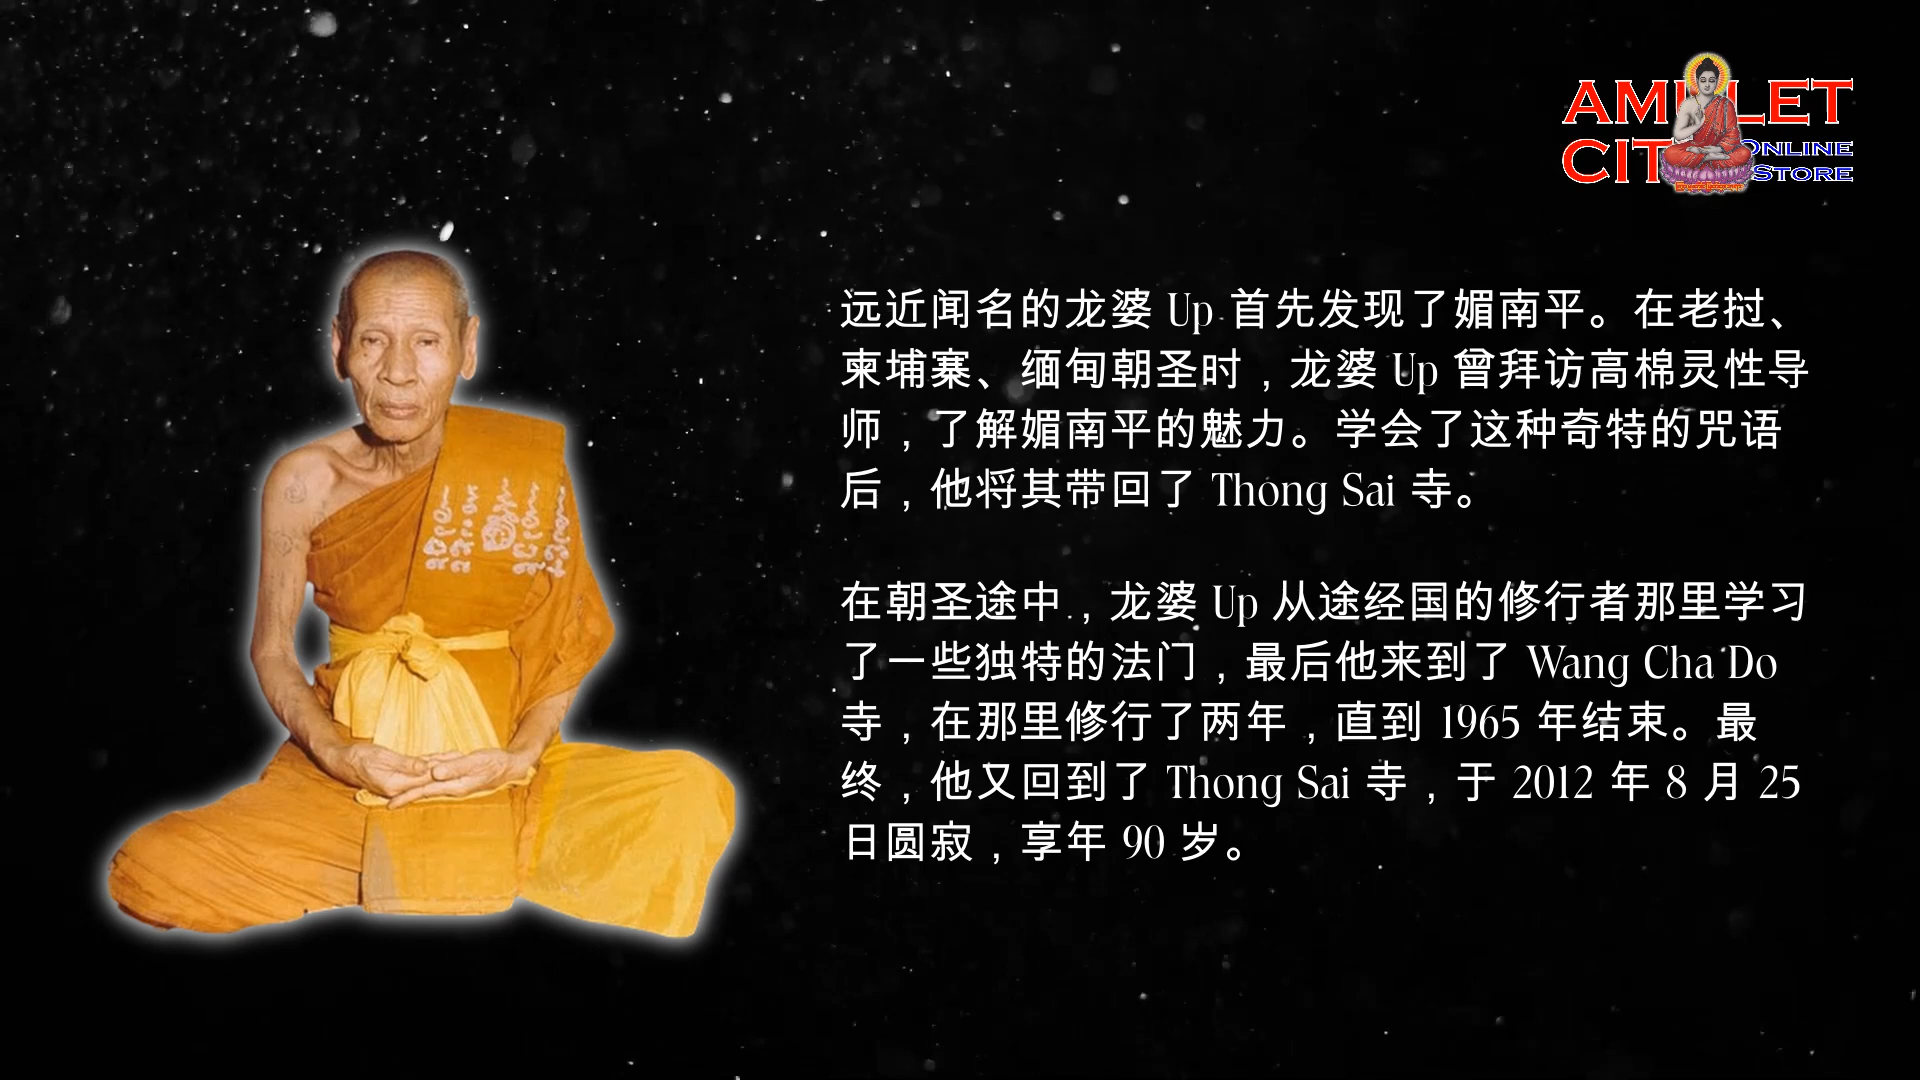 AMULET
CITY ONLINE
STORE
远近闻名的龙婆 Up 首先发现了媚南平。在老挝、
柬埔寨、缅甸朝圣时，龙婆 Up 曾拜访高棉灵性导
师，了解媚南平的魅力。学会了这种奇特的咒语
后，他将其带回了 Thong Sai 寺。
在朝圣途中，龙婆 Up 从途经国的修行者那里学习
了一些独特的法门，最后他来到了 Wang Cha Do
寺，在那里修行了两年，直到 1965 年结束。最
终，他又回到了 Thong Sai 寺，于 2012 年 8 月 25
日圆寂，享年 90 岁。